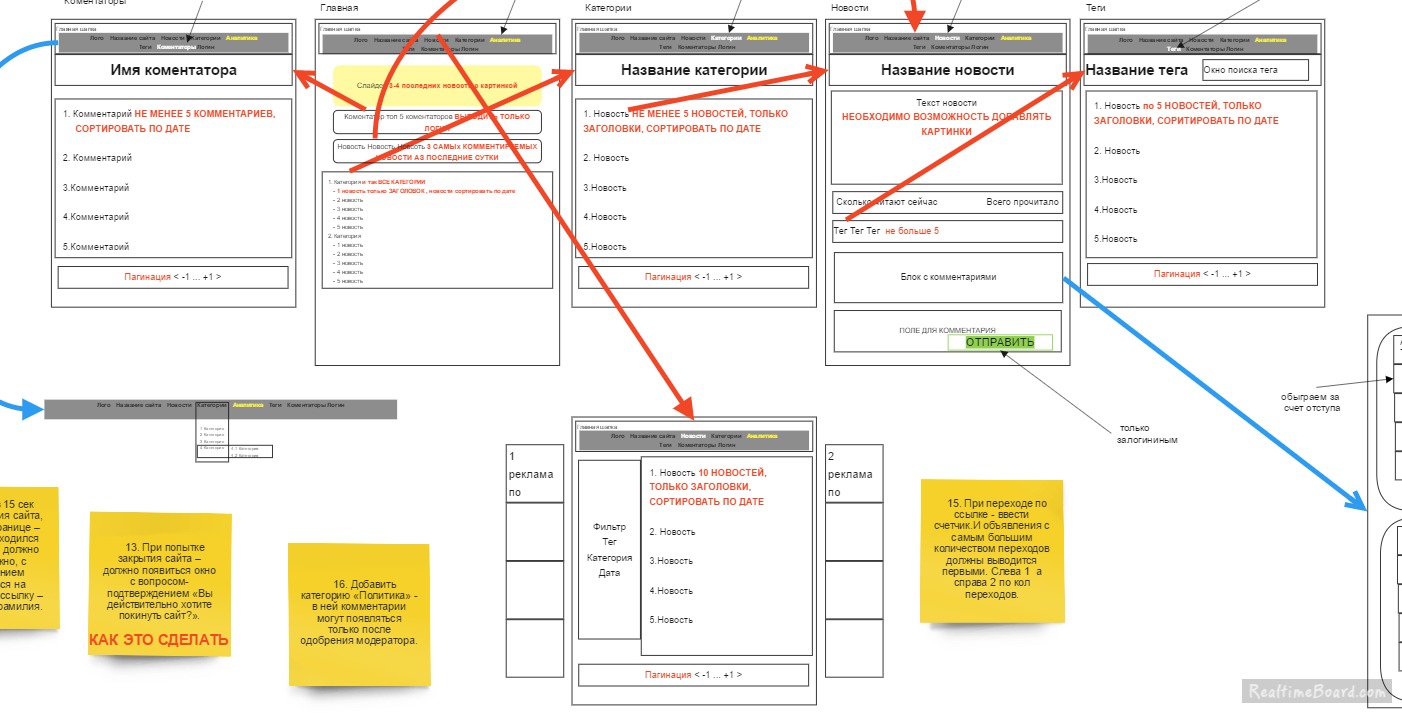 Коментаторы
Главная
Категории
Новости
Теги
Главная шапка
Лого Название сайта Новости Категории Аналитика
Теги Коментаторы Логин
Имя коментатора
1. Комментарий НЕ МЕНЕЕ 5 КОММЕНТАРИЕВ,
СОРТИРОВАТЬ ПО ДАТЕ
2. Комментарий
3.Комментарий
4.Комментарий
5.Комментарий
Пагинация < -1 ... +1 >
Главная шапка
Лого Название сайта Новости Категории Аналитика
Теги Коментаторы Логин
Слайдер 3-4 последних новости с картинкой
Коментатор топ 5 коментаторов ВЫВОДИТЬ ТОЛЬКО
ЛОГИН
Новость Новость Новость 3 САМЫХ КОММЕНТИРУЕМЫХ
НОВОСТИ АЗ ПОСЛЕДНИЕ СУТКИ
1. Категория и так ВСЕ КАТЕГОРИИ
- 1 новость только ЗАГОЛОВОК , новости сортировать по дате
- 2 новость
- 3 новость
- 4 новость
- 5 новость
2. Категория
- 1 новость
- 2 новость
- 3 новость
- 4 новость
- 5 новость
Главная шапка
Лого Название сайта Новости Категории Аналитика
Теги Коментаторы Логин
Название категории
1. Новость НЕ МЕНЕЕ 5 НОВОСТЕЙ, ТОЛЬКО
ЗАГОЛОВКИ, СОРТИРОВАТЬ ПО ДАТЕ
2. Новость
3.Новость
4.Новость
5.Новость
Пагинация < -1 ... +1 >
Главная шапка
Лого Название сайта Новости Категории Аналитика
Теги Коментаторы Логин
Название новости
Текст новости
НЕОБХОДИМО ВОЗМОЖНОСТЬ ДОБАВЛЯТЬ
КАРТИНКИ
Сколько читают сейчас Всего прочитало
Тег Тег Тег не больше 5
Блок с комментариями
ПОЛЕ ДЛЯ КОММЕНТАРИЯ
ОТПРАВИТЬ
Главная шапка
Лого Название сайта Новости Категории Аналитика
Теги Коментаторы Логин
Название тега Окно поиска тега
1. Новость по 5 НОВОСТЕЙ, ТОЛЬКО
ЗАГОЛОВКИ, СОРИТИРОВАТЬ ПО ДАТЕ
2. Новость
3.Новость
4.Новость
5.Новость
Пагинация < -1 ... +1 >
обыграем за
счет отступа
только
залогининым
Лого Название сайта Новости Категории Аналитика Теги Коментаторы Логин
1 Категория
2 Категория
3 Категория
4 Категория 4.1 Категория
4.2 Категория
15 сек
ия сайта,
ранице –
ходился
должно
жно, с
нием
ся на
ссылку –
фамилия.
13. При попытке
закрытия сайта –
должно появиться окно
с вопросом-
подтверждением «Вы
действительно хотите
покинуть сайт?».
КАК ЭТО СДЕЛАТЬ
16. Добавить
категорию «Политика» -
в ней комментарии
могут появляться
только после
одобрения модератора.
1
реклама
по
Главная шапка
Лого Название сайта Новости Категории Аналитика
Теги Коментаторы Логин
Фильтр
Тег
Категория
Дата
1. Новость 10 НОВОСТЕЙ,
ТОЛЬКО ЗАГОЛОВКИ,
СОРТИРОВАТЬ ПО ДАТЕ
2. Новость
3.Новость
4.Новость
5.Новость
Пагинация < -1 ... +1 >
2
реклама
по
15. При переходе по
ссылке - ввести
счетчик.И объявления с
самым большим
количеством переходов
должны выводится
первыми. Слева 1 а
справа 2 по кол
переходов.
RealtimeBoard.com